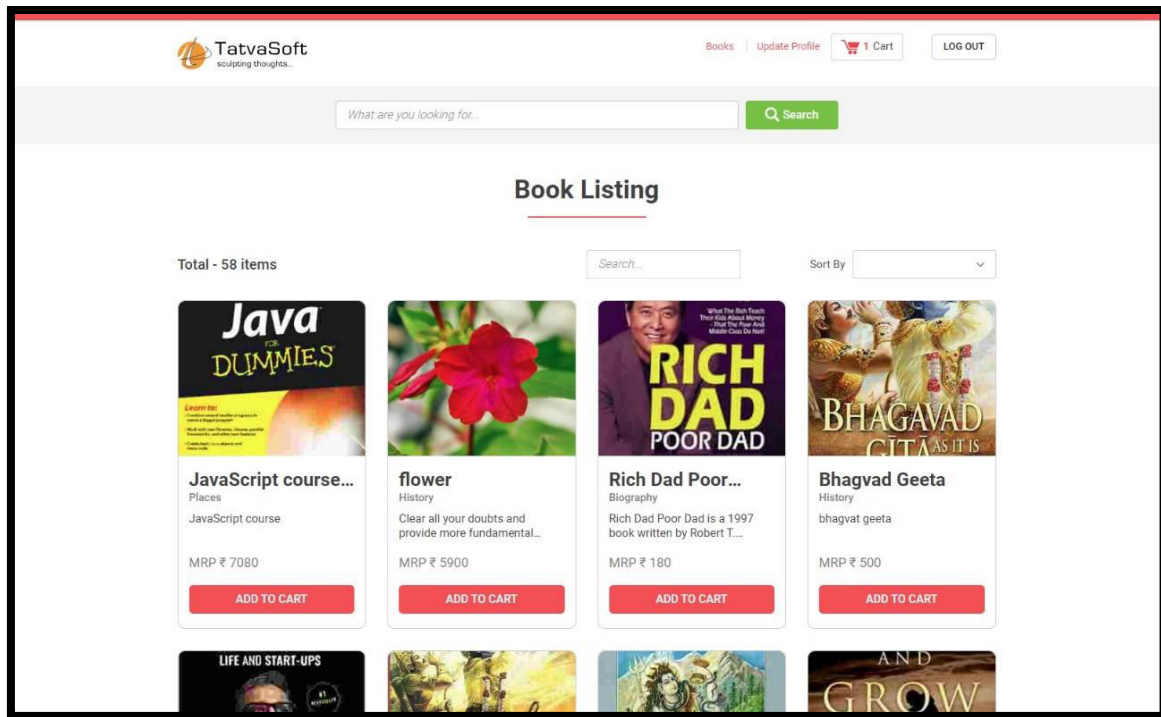 TatvaSoft
sculpting thoughts...
Books
Update Profile
1 Cart
LOG OUT
What are you looking for...
Search
Book Listing
Total - 58 items
Search...
Sort By
Java
FOR
DUMMIES
Learn to:
JavaScript course...
Places
JavaScript course
MRP ₹ 7080
ADD TO CART
flower
History
Clear all your doubts and
provide more fundamental...
MRP ₹ 5900
ADD TO CART
What The Rich Teach
Their Kids About Money
- That The Poor And
Middle Class Do Not!
RICH
DAD
POOR DAD
Rich Dad Poor...
Biography
Rich Dad Poor Dad is a 1997
book written by Robert T....
MRP ₹ 180
ADD TO CART
BHAGAVAD
GĪTĀ AS IT IS
Bhagvad Geeta
History
bhagvat geeta
MRP ₹ 500
ADD TO CART
LIFE AND START-UPS
#1
AND
GROW